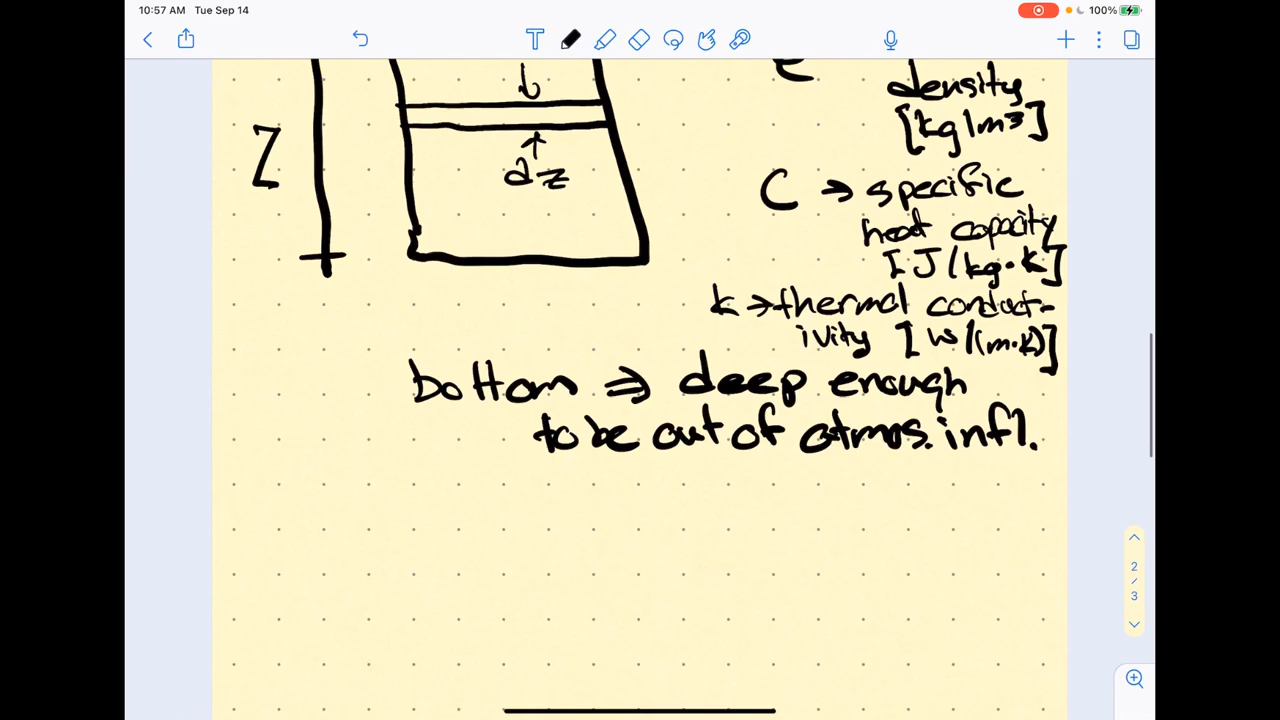 10:57 AM Tue Sep 14
100%
density
[kg/m³]
Z
dz
C → specific
heat capacity
[J/(kg·K]
k → thermal conduct-
ivity [W/(m·K)]
bottom ⇒ deep enough
to be out of atmos. infl.
2
/
3